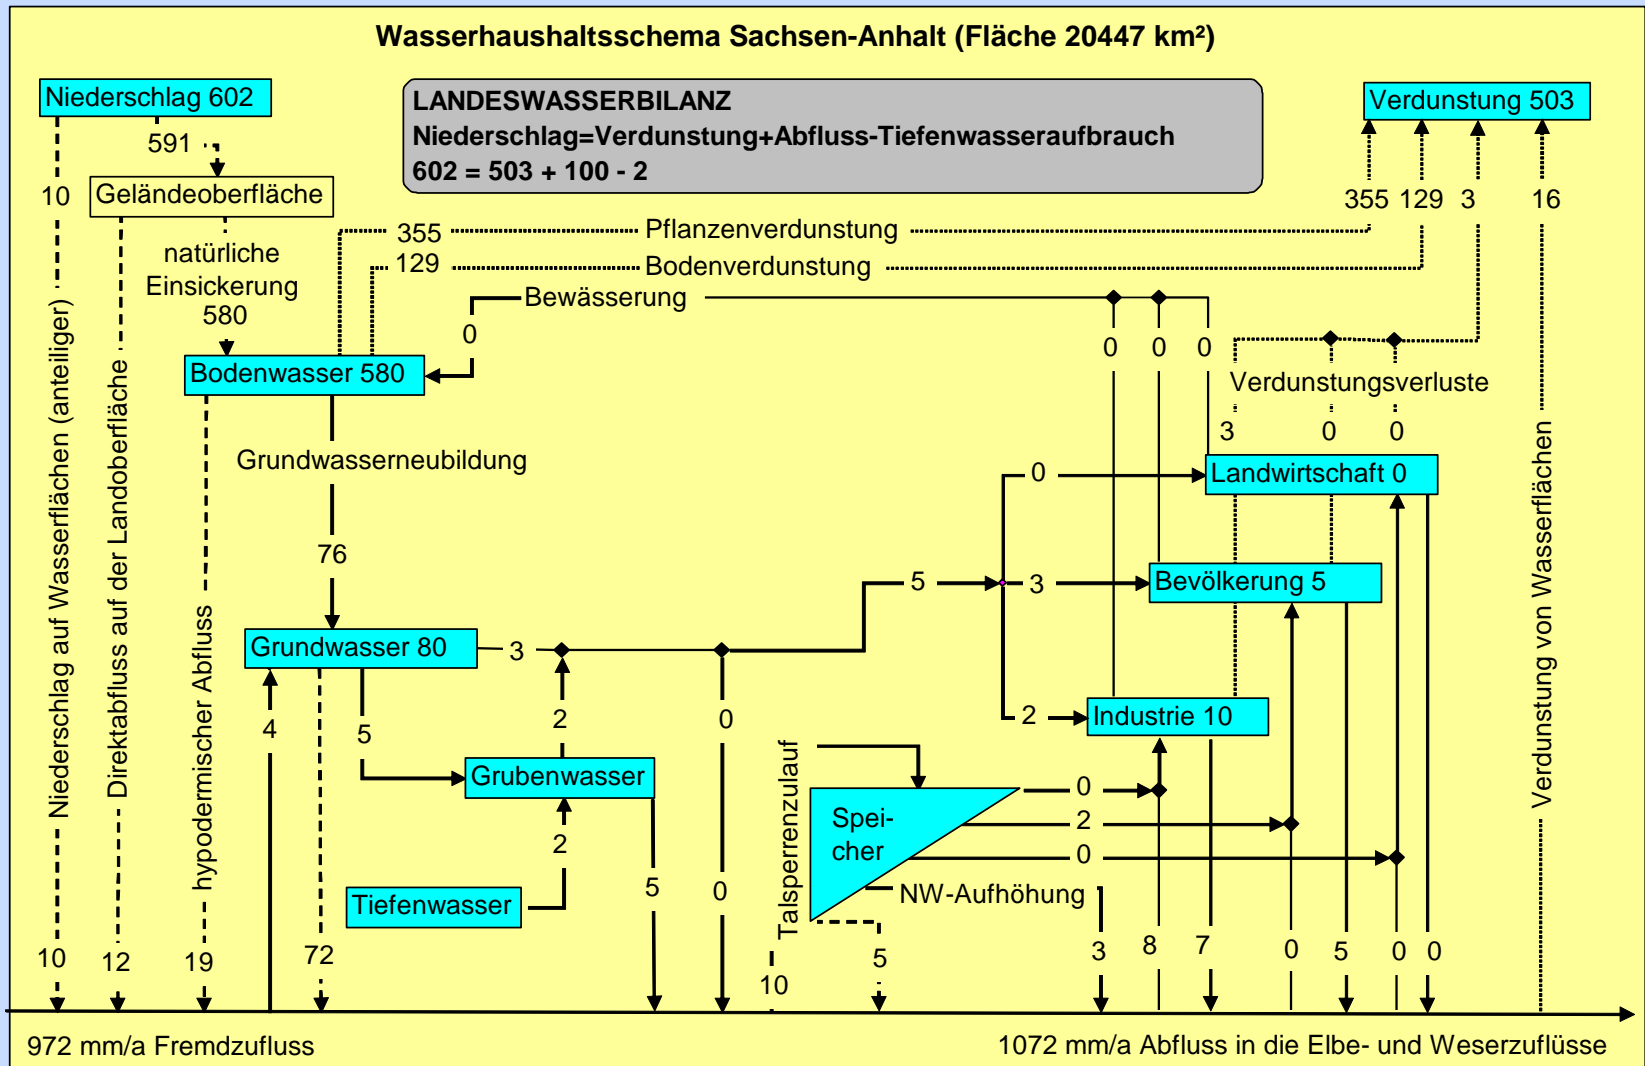 Wasserhaushaltsschema Sachsen-Anhalt (Fläche 20447 km²)
Niederschlag 602
LANDESWASSERBILANZ
Niederschlag=Verdunstung+Abfluss-Tiefenwasseraufbrauch
602 = 503 + 100 - 2
Verdunstung 503
591
10
Geländeoberfläche
355 129 3 16
natürliche
Einsickerung
580
355 Pflanzenverdunstung
129 Bodenverdunstung
Bewässerung
0
0 0 0
Bodenwasser 580
Verdunstungsverluste
3 0 0
Niederschlag auf Wasserflächen (anteiliger)
Direktabfluss auf der Landoberfläche
hypodermischer Abfluss
Grundwasserneubildung
76
0
Landwirtschaft 0
5
3
Bevölkerung 5
Verdunstung von Wasserflächen
Grundwasser 80
3
4
5
2
0
2
Industrie 10
Grubenwasser
2
Talsperrenzulauf
Spei-
cher
0
2
0
Tiefenwasser
5
0
NW-Aufhöhung
10
12
19
72
10
5
3
8
7
0
5
0
0
972 mm/a Fremdzufluss
1072 mm/a Abfluss in die Elbe- und Weserzuflüsse